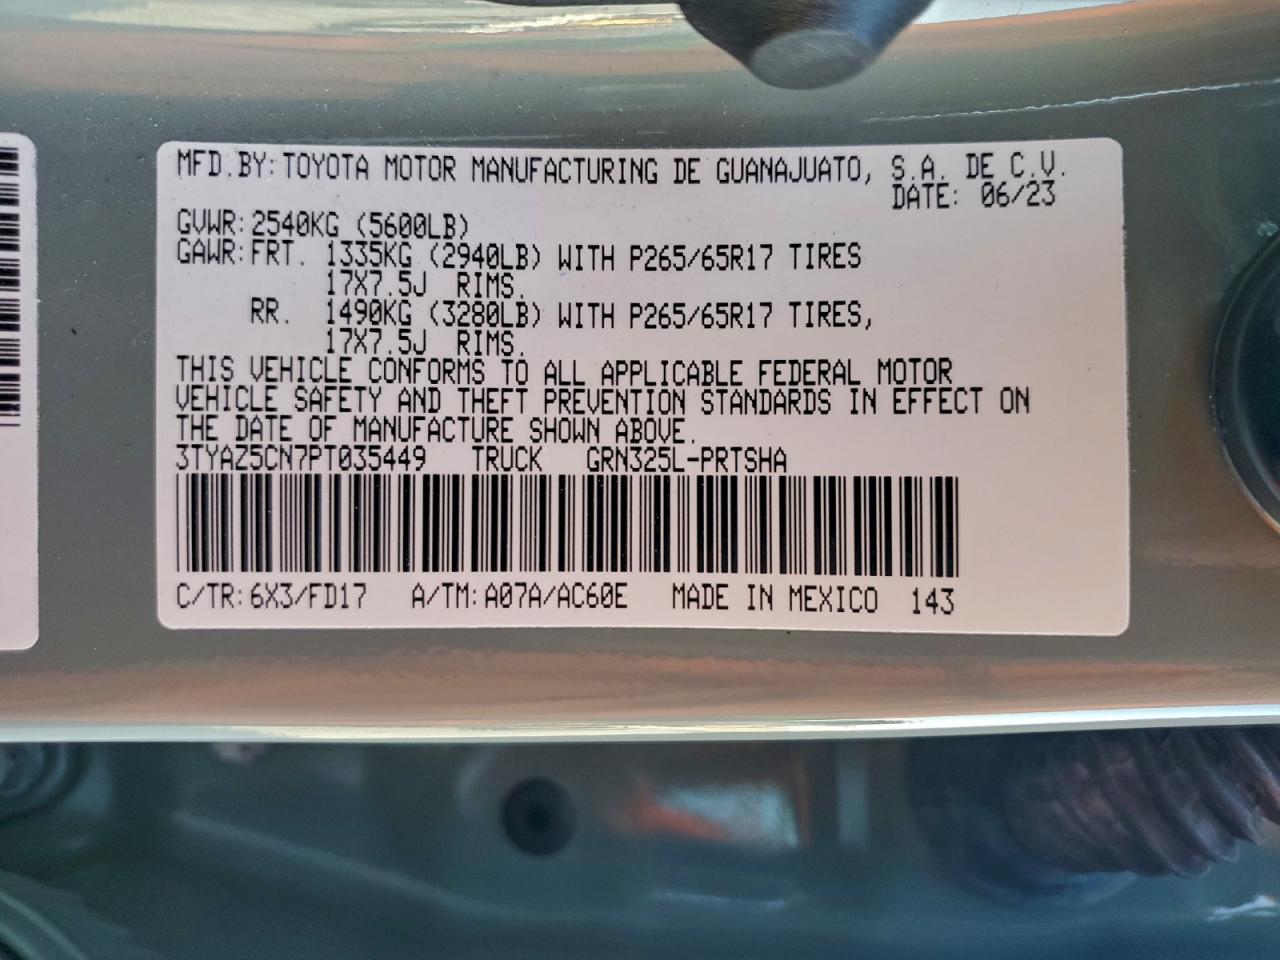 MFD.BY:TOYOTA MOTOR MANUFACTURING DE GUANAJUATO, S.A. DE C.V.
DATE: 06/23
GVWR:2540KG (5600LB)
GAWR:FRT. 1335KG (2940LB) WITH P265/65R17 TIRES
17X7.5J RIMS.
RR. 1490KG (3280LB) WITH P265/65R17 TIRES,
17X7.5J RIMS.
THIS VEHICLE CONFORMS TO ALL APPLICABLE FEDERAL MOTOR
VEHICLE SAFETY AND THEFT PREVENTION STANDARDS IN EFFECT ON
THE DATE OF MANUFACTURE SHOWN ABOVE.
3TYAZ5CN7PT035449 TRUCK GRN325L-PRTSHA
C/TR:6X3/FD17 A/TM:A07A/AC60E MADE IN MEXICO 143